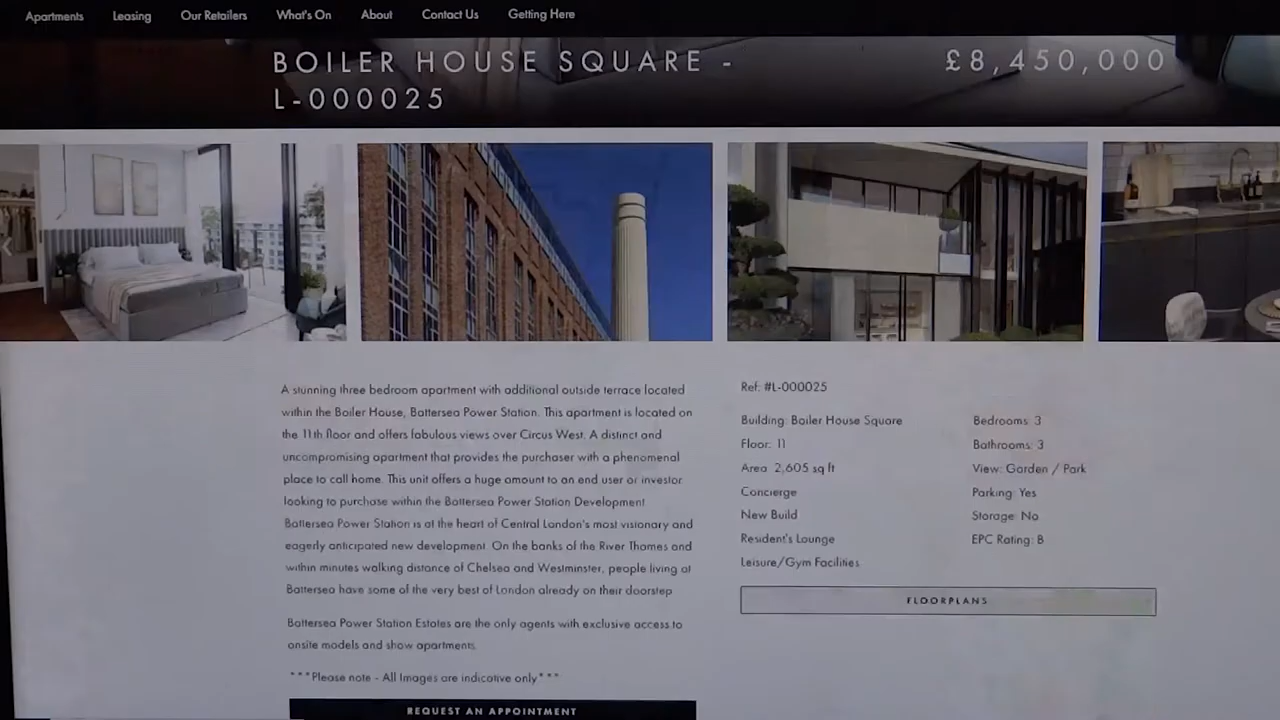 Apartments Leasing Our Retailers What's On About Contact Us Getting Here
BOILER HOUSE SQUARE - £8,450,000
L-000025
A stunning three bedroom apartment with additional outside terrace located
within the Boiler House, Battersea Power Station. This apartment is located on
the 11th floor and offers fabulous views over Circus West. A distinct and
uncompromising apartment that provides the purchaser with a phenomenal
place to call home. This unit offers a huge amount to an end user or investor
looking to purchase within the Battersea Power Station Development
Battersea Power Station is at the heart of Central London's most visionary and
eagerly anticipated new development. On the banks of the River Thames and
within minutes walking distance of Chelsea and Westminster, people living at
Battersea have some of the very best of London already on their doorstep
Battersea Power Station Estates are the only agents with exclusive access to
onsite models and show apartments.
***Please note - All Images are indicative only***
REQUEST AN APPOINTMENT
Ref: #L-000025
Building: Boiler House Square
Floor: 11
Area: 2,605 sq ft
Concierge
New Build
Resident's Lounge
Leisure/Gym Facilities
Bedrooms: 3
Bathrooms: 3
View: Garden / Park
Parking: Yes
Storage: No
EPC Rating: B
FLOORPLANS